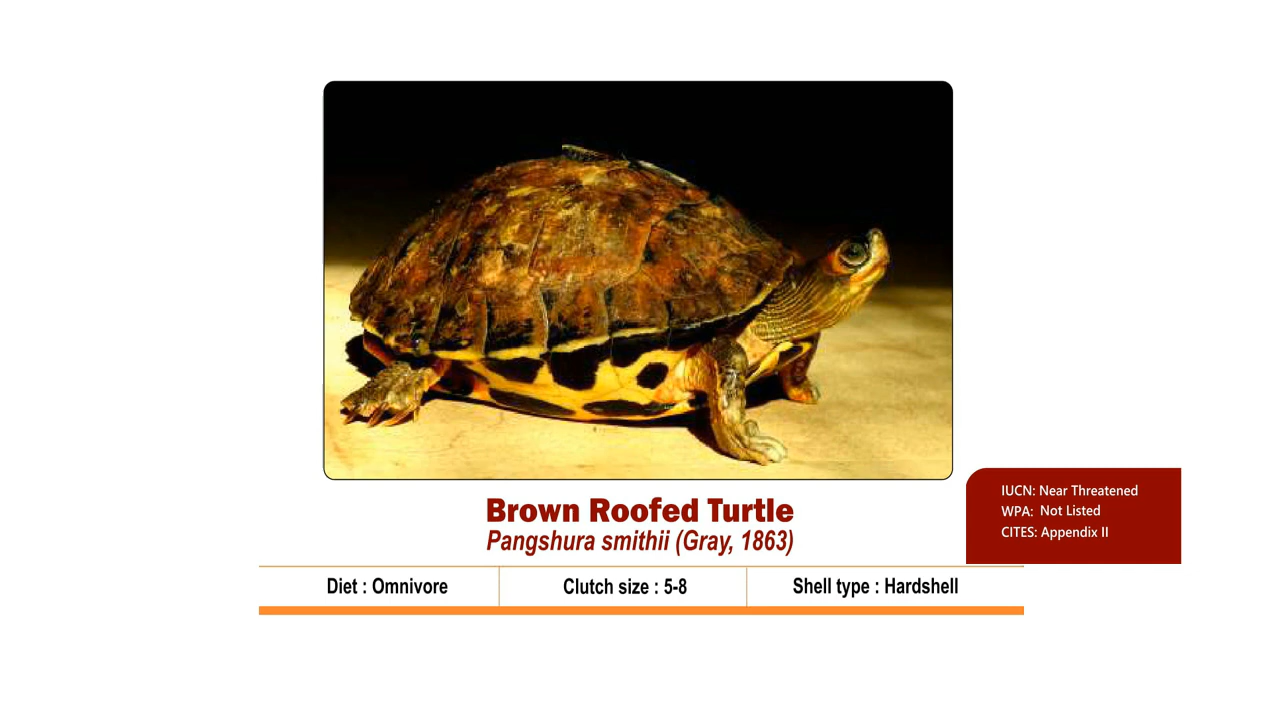 Brown Roofed Turtle
Pangshura smithii (Gray, 1863)
IUCN: Near Threatened
WPA: Not Listed
CITES: Appendix II
Diet : Omnivore
Clutch size : 5-8
Shell type : Hardshell